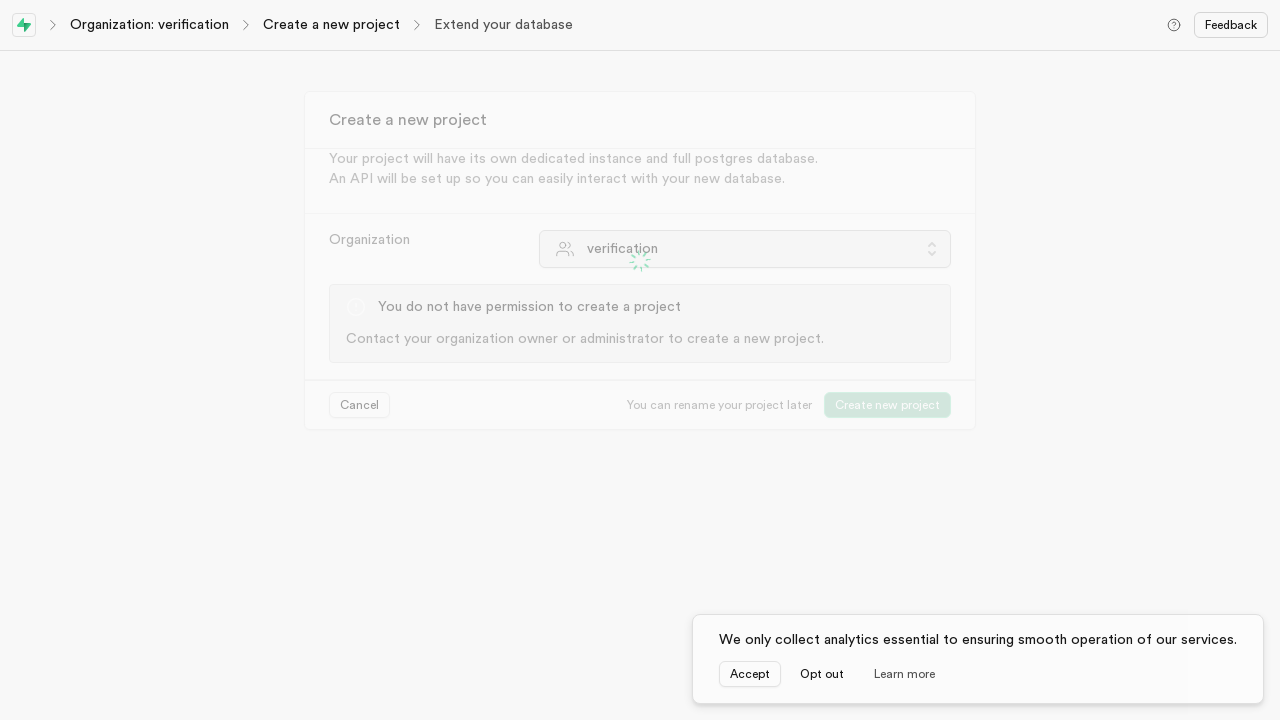 Organization: verification
Create a new project
Extend your database
Feedback
Create a new project
Your project will have its own dedicated instance and full postgres database.
An API will be set up so you can easily interact with your new database.
Organization
verification
You do not have permission to create a project
Contact your organization owner or administrator to create a new project.
Cancel
You can rename your project later
Create new project
We only collect analytics essential to ensuring smooth operation of our services.
Accept
Opt out
Learn more